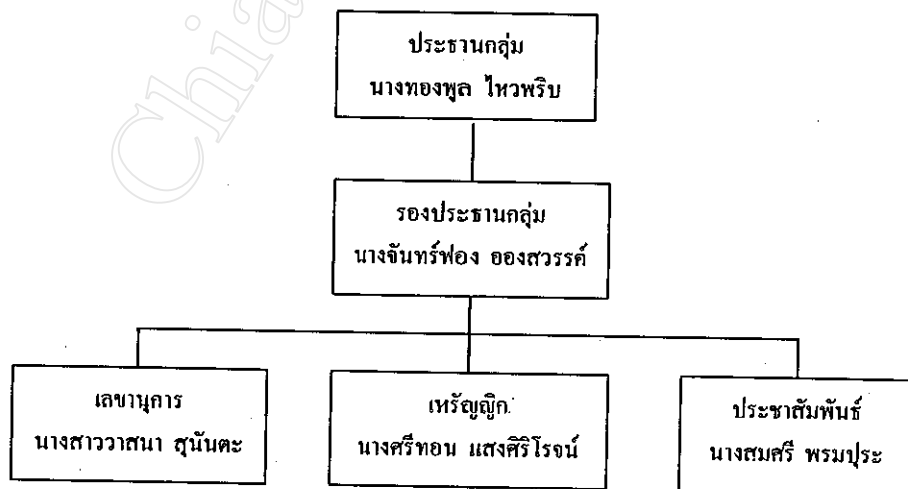 Chia
ประธานกลุ่ม
นางทองพูล ไหวพริบ
รองประธานกลุ่ม
นางจันทร์ฟอง อองสวรรค์
เลขานุการ
นางสาววาสนา สุนันตะ
เหรัญญิก
นางศรีทอน แสงศิริโรจน์
ประชาสัมพันธ์
นางสมศรี พรมปุระ